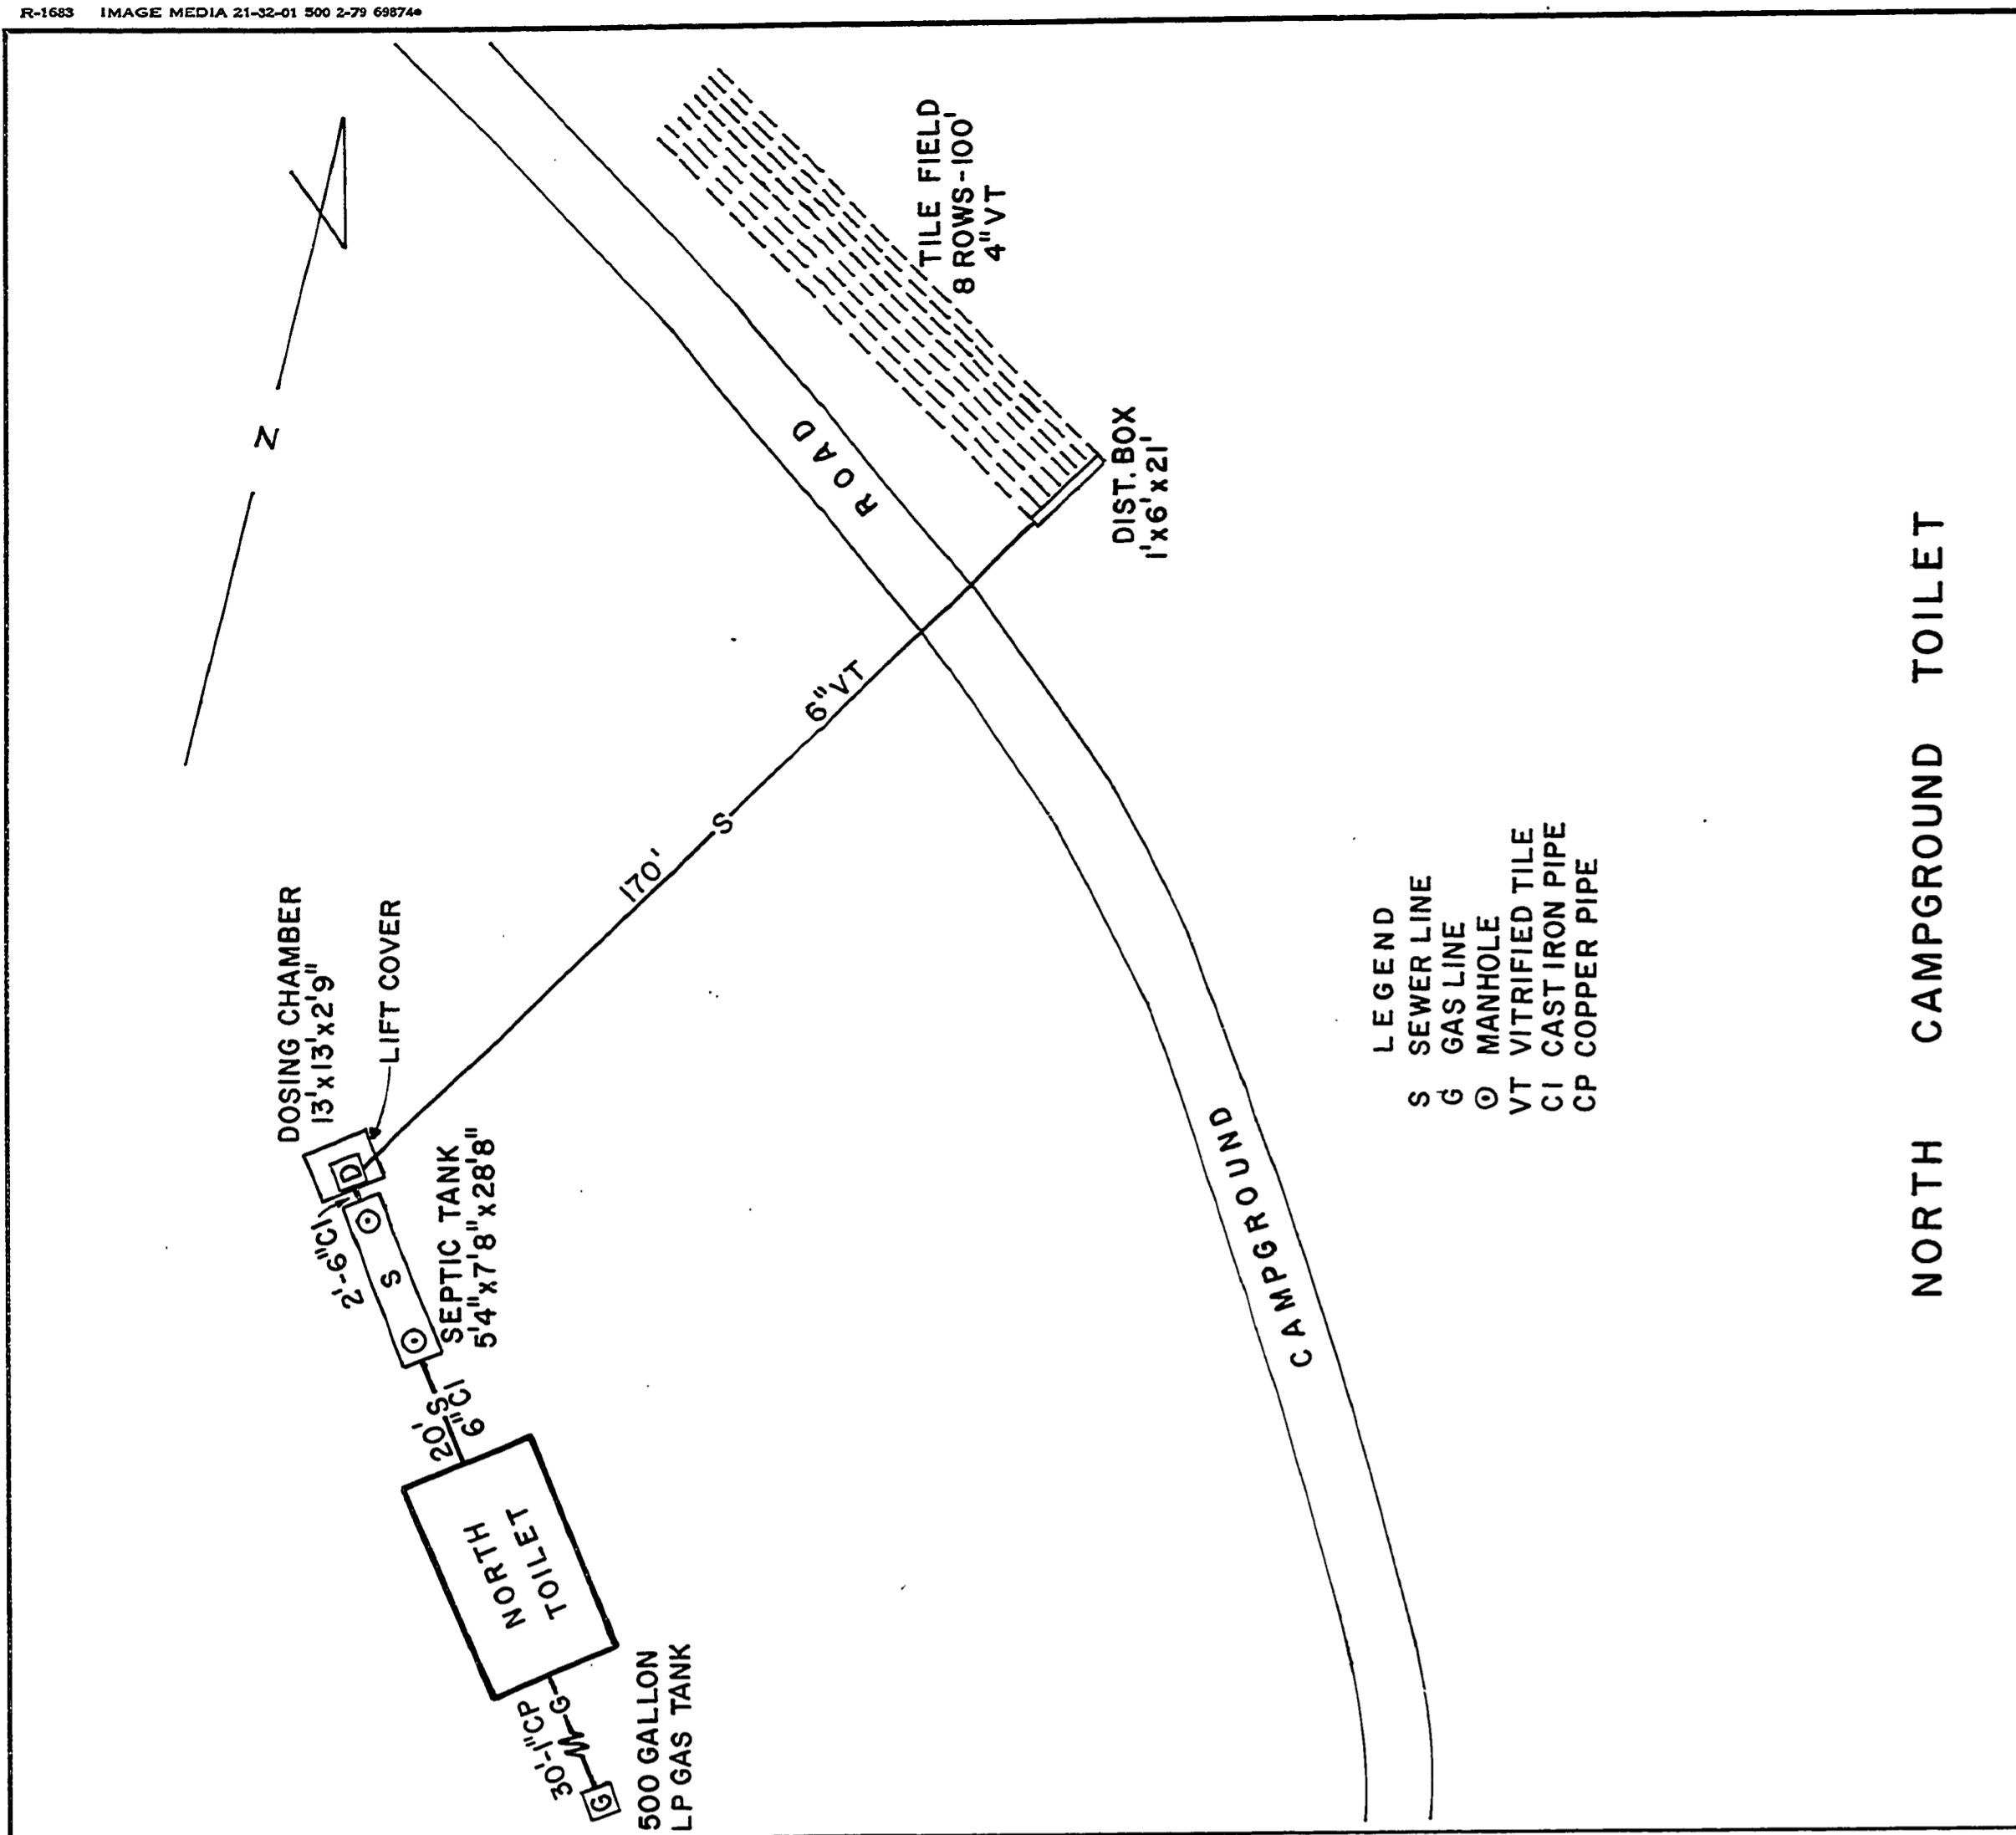 R-1683 IMAGE MEDIA 21-32-01 500 2-79 69874
N
TILE FIELD
8 ROWS-100'
4"VT
DIST. BOX
1'x6'x21'
ROAD
6"VT
S
170'
DOSING CHAMBER
13'x13'x2'9"
LIFT COVER
D
2'-6"CI
S
SEPTIC TANK
5'4"x7'8"x28'8"
20' S
6"CI
NORTH
TOILET
30'-1"CP
G
G
500 GALLON
LP GAS TANK
CAMPGROUND
LEGEND
S SEWER LINE
G GAS LINE
⊙ MANHOLE
VT VITRIFIED TILE
CI CAST IRON PIPE
CP COPPER PIPE
NORTH CAMPGROUND TOILET